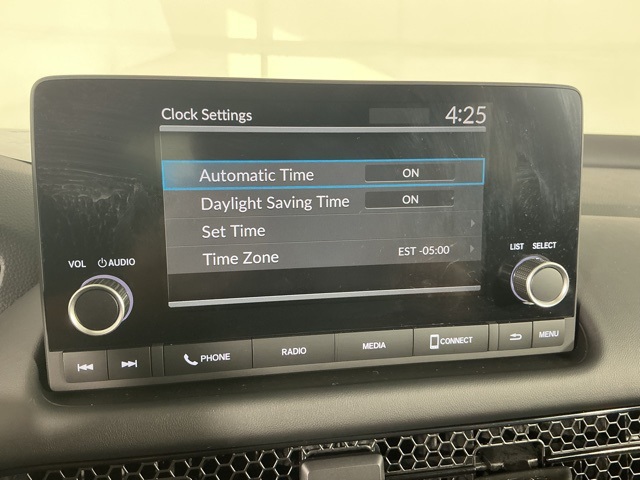 Clock Settings 4:25
Automatic Time ON
Daylight Saving Time ON
Set Time
Time Zone EST -05:00
VOL AUDIO
LIST SELECT
PHONE RADIO MEDIA CONNECT MENU